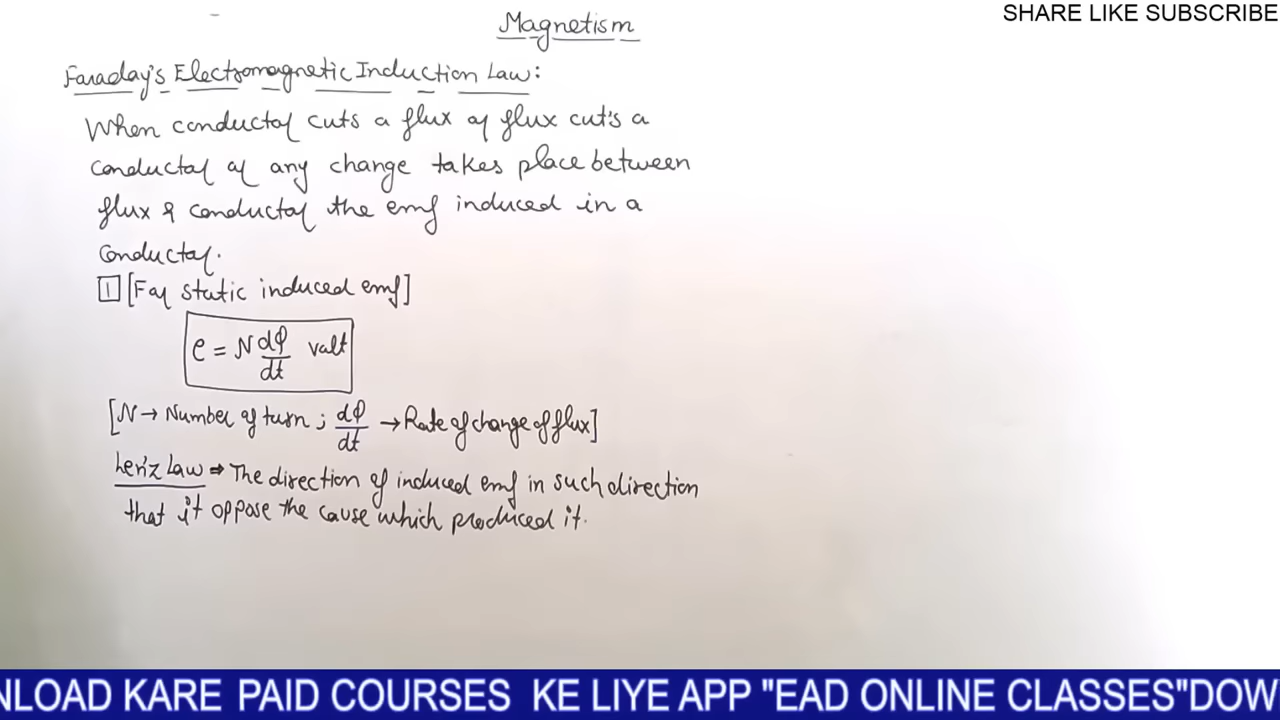 SHARE LIKE SUBSCRIBE
Magnetism
Faraday's Electromagnetic Induction Law:
When conductor cuts a flux or flux cut's a
conductor or any change takes place between
flux & conductor the emf induced in a
conductor.
1 [For static induced emf]
e = N dΦ/dt volt
[N → Number of turn ; dΦ/dt → Rate of change of flux]
Len'z Law ⇒ The direction of induced emf in such direction
that it oppose the cause which produced it.
NLOAD KARE PAID COURSES KE LIYE APP "EAD ONLINE CLASSES"DOW